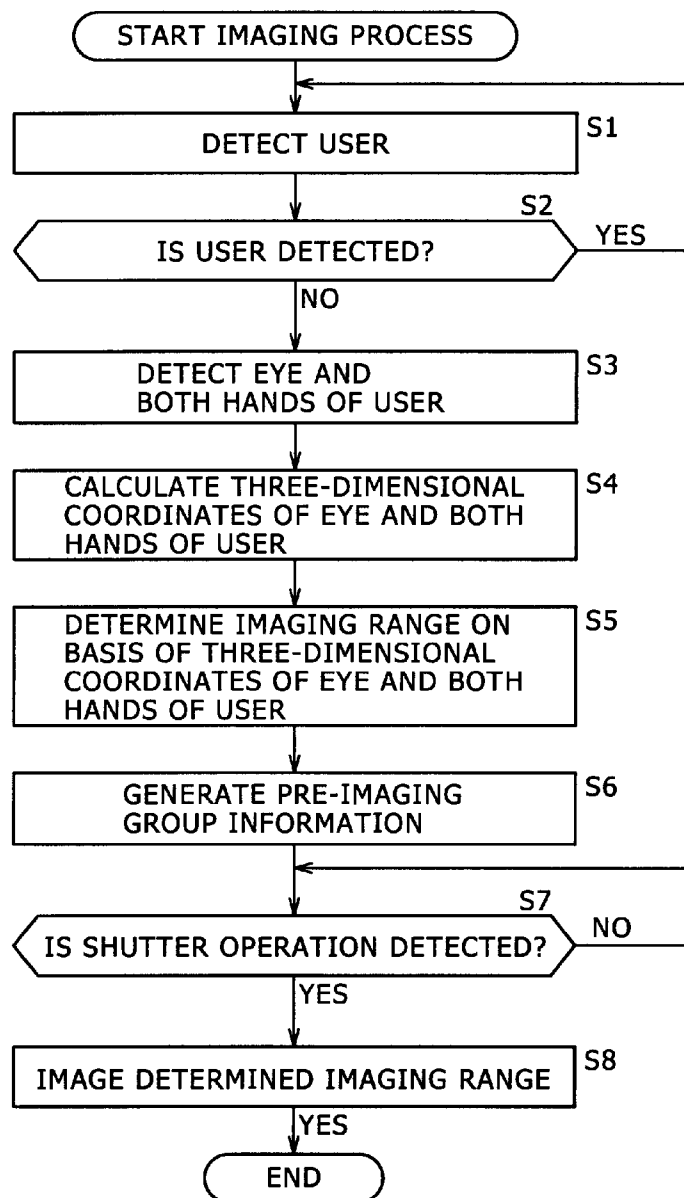 START IMAGING PROCESS
DETECT USER
S1
S2
IS USER DETECTED?
YES
NO
DETECT EYE AND
BOTH HANDS OF USER
S3
CALCULATE THREE-DIMENSIONAL
COORDINATES OF EYE AND BOTH
HANDS OF USER
S4
DETERMINE IMAGING RANGE ON
BASIS OF THREE-DIMENSIONAL
COORDINATES OF EYE AND BOTH
HANDS OF USER
S5
GENERATE PRE-IMAGING
GROUP INFORMATION
S6
S7
IS SHUTTER OPERATION DETECTED?
NO
YES
IMAGE DETERMINED IMAGING RANGE
S8
YES
END